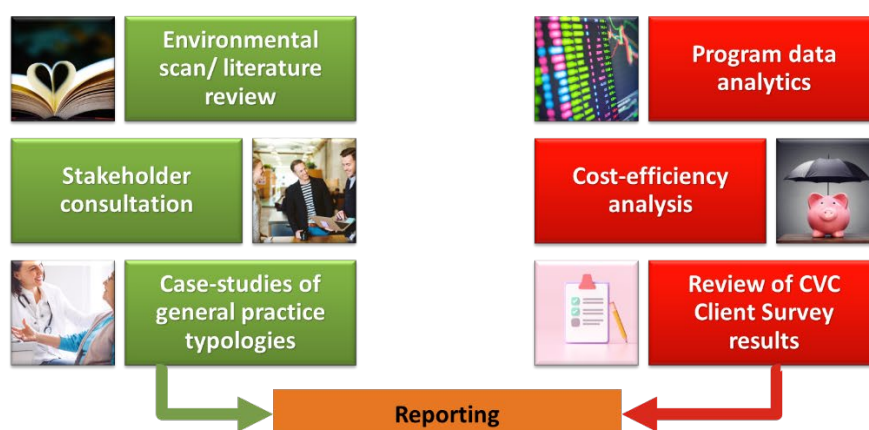 Environmental
scan/ literature
review
Program data
analytics
Stakeholder
consultation
Cost-efficiency
analysis
Case-studies of
general practice
typologies
Review of CVC
Client Survey
results
Reporting